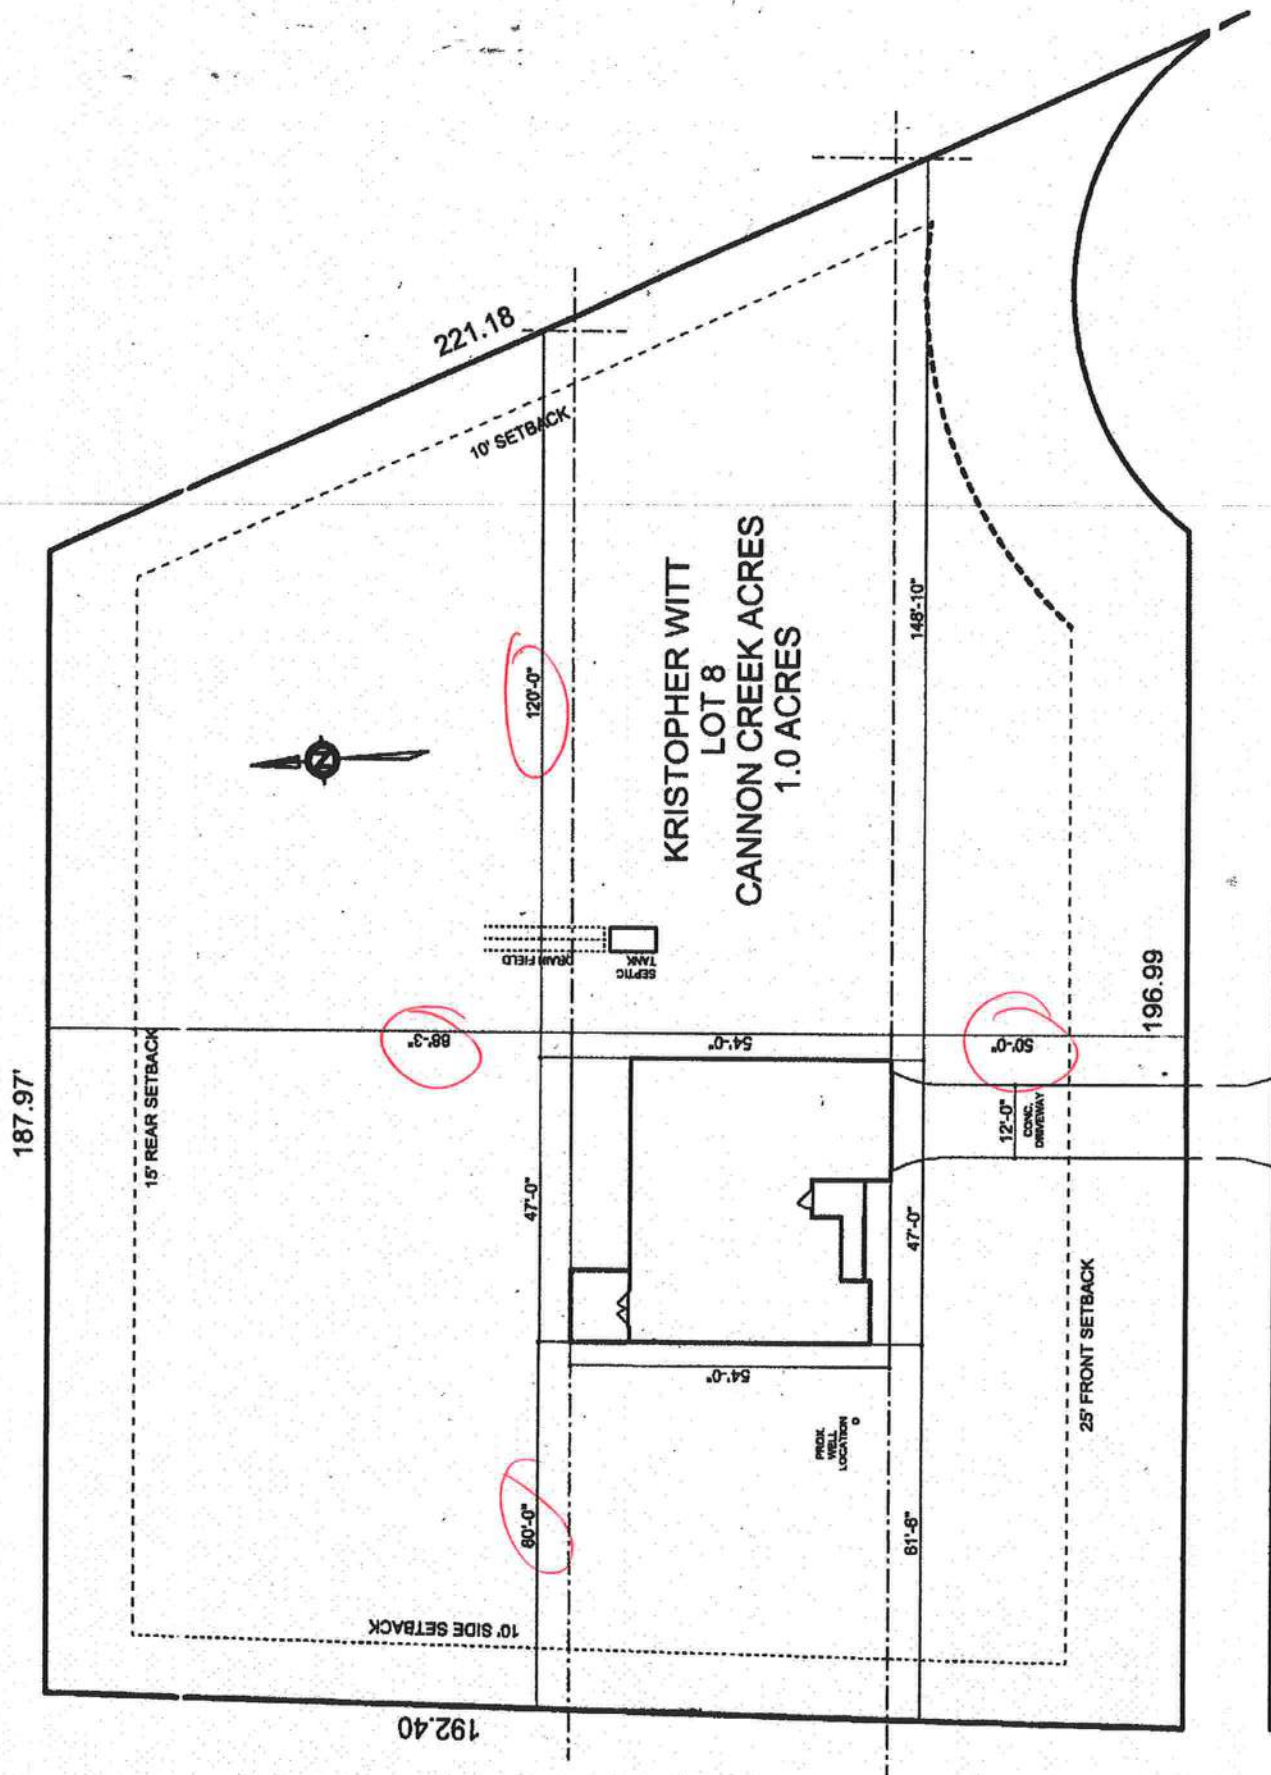 187.97'
15' REAR SETBACK
221.18
10' SETBACK
N
88'-3"
120'-0"
DRAIN FIELD
SEPTIC
TANK
KRISTOPHER WITT
LOT 8
CANNON CREEK ACRES
1.0 ACRES
54'-0"
47'-0"
148'-10"
50'-0"
12'-0"
CONC.
DRIVEWAY
196.99
47'-0"
54'-0"
PROX.
WELL
LOCATION
60'-0"
61'-6"
25' FRONT SETBACK
10' SIDE SETBACK
192.40